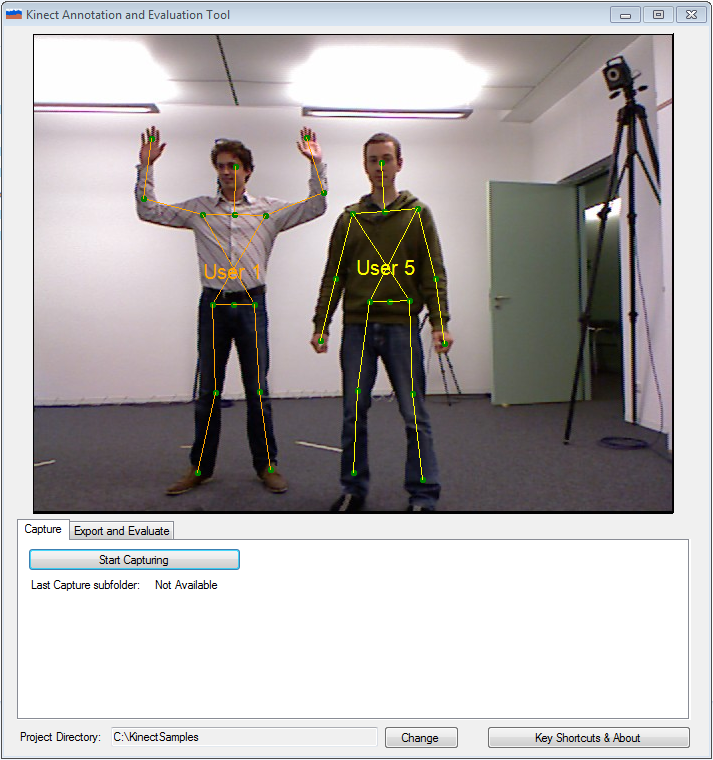 Kinect Annotation and Evaluation Tool
User 1
User 5
Capture
Export and Evaluate
Start Capturing
Last Capture subfolder: Not Available
Project Directory: C:\KinectSamples
Change
Key Shortcuts & About